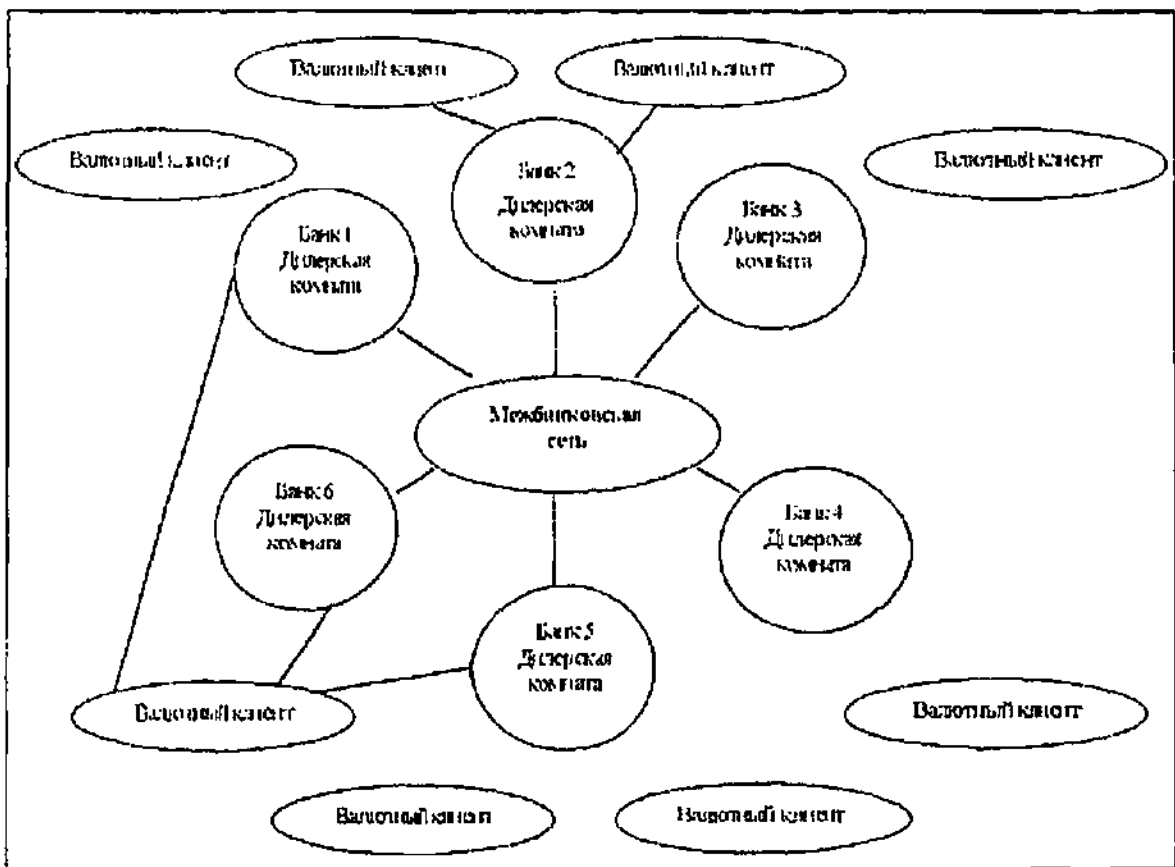 Валютный клиент
Валютный клиент
Валютный клиент
Валютный клиент
Банк 2
Дилерская
комната
Банк 3
Дилерская
комната
Банк 1
Дилерская
комната
Межбанковская
сеть
Банк 6
Дилерская
комната
Банк 4
Дилерская
комната
Банк 5
Дилерская
комната
Валютный клиент
Валютный клиент
Валютный клиент
Валютный клиент